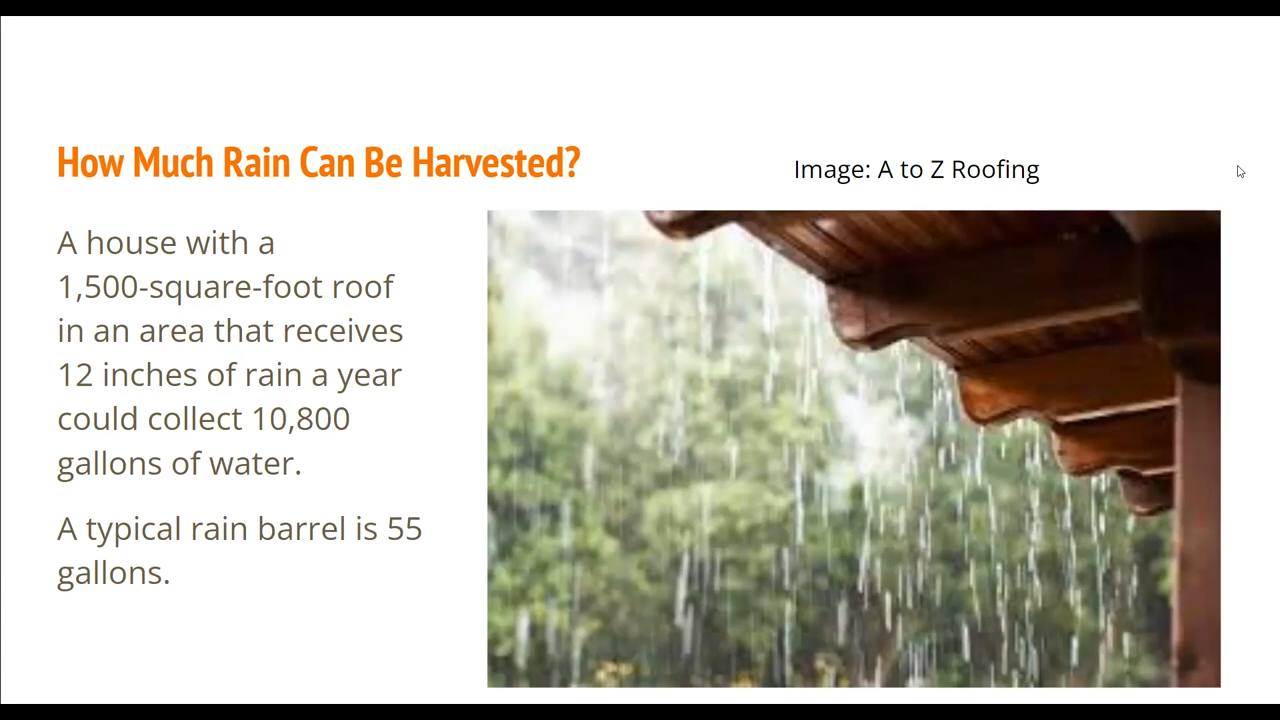 How Much Rain Can Be Harvested?
Image: A to Z Roofing
A house with a
1,500-square-foot roof
in an area that receives
12 inches of rain a year
could collect 10,800
gallons of water.
A typical rain barrel is 55
gallons.